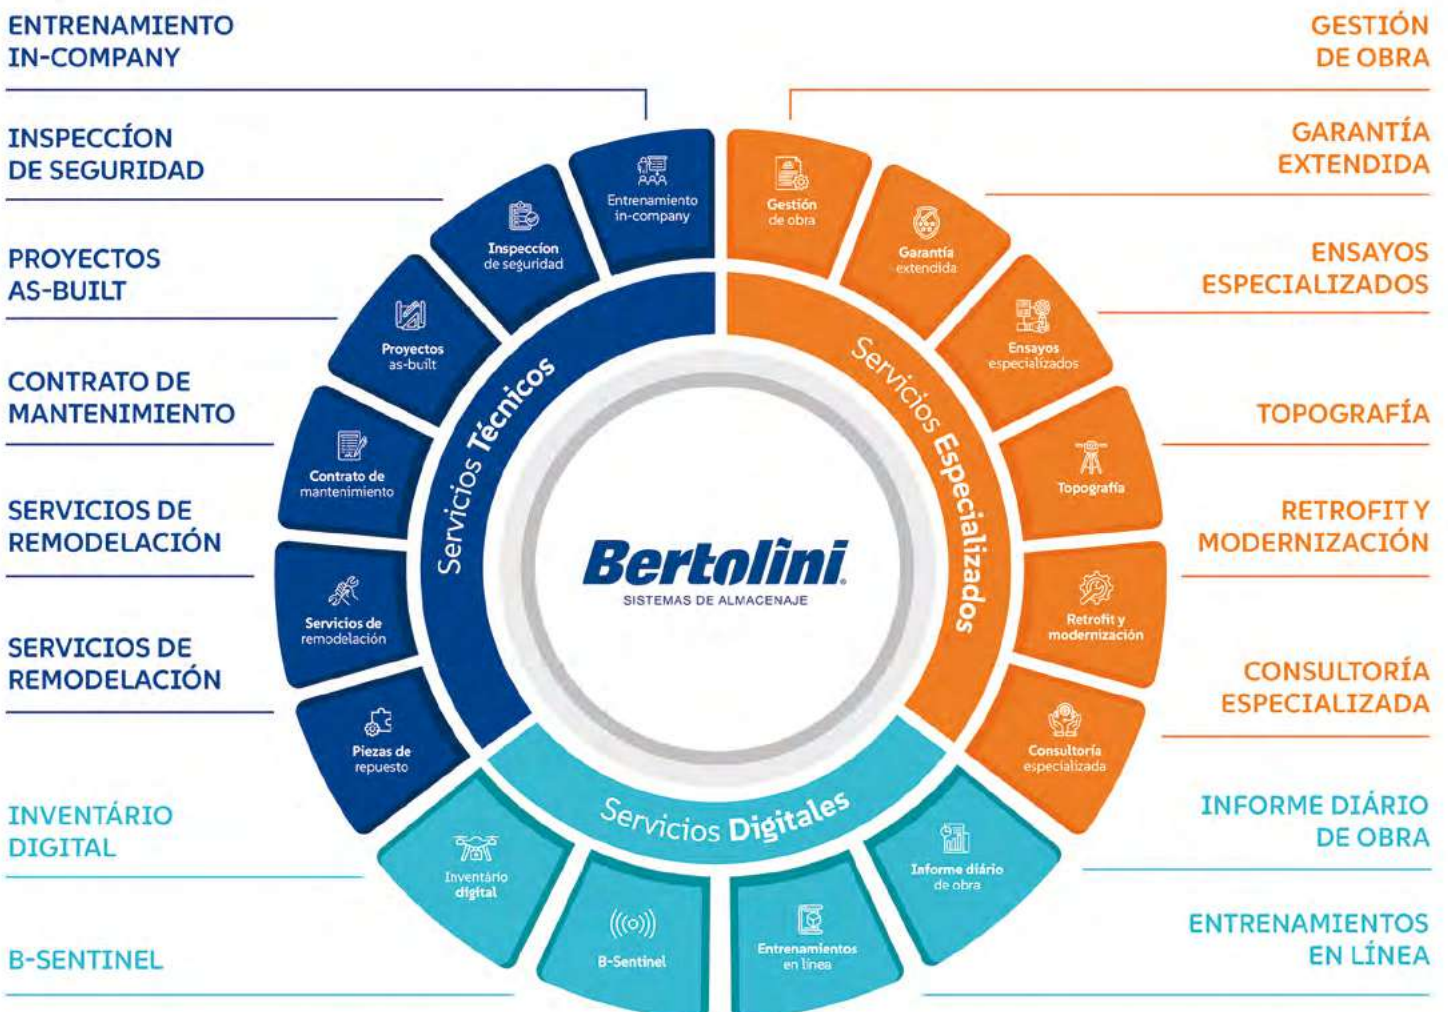 ENTRENAMIENTO
IN-COMPANY
INSPECCÍON
DE SEGURIDAD
PROYECTOS
AS-BUILT
CONTRATO DE
MANTENIMIENTO
SERVICIOS DE
REMODELACIÓN
SERVICIOS DE
REMODELACIÓN
INVENTÁRIO
DIGITAL
B-SENTINEL
GESTIÓN
DE OBRA
GARANTÍA
EXTENDIDA
ENSAYOS
ESPECIALIZADOS
TOPOGRAFÍA
RETROFIT Y
MODERNIZACIÓN
CONSULTORÍA
ESPECIALIZADA
INFORME DIÁRIO
DE OBRA
ENTRENAMIENTOS
EN LÍNEA
Entrenamiento
in-company
Inspeccíon
de seguridad
Proyectos
as-built
Contrato de
mantenimiento
Servicios de
remodelación
Piezas de
repuesto
Inventário
digital
B-Sentinel
Entrenamientos
en línea
Informe diário
de obra
Consultoría
especializada
Retrofit y
modernización
Topografía
Ensayos
especializados
Garantía
extendida
Gestión
de obra
Servicios Técnicos
Servicios Especializados
Servicios Digitales
Bertolîni
SISTEMAS DE ALMACENAJE